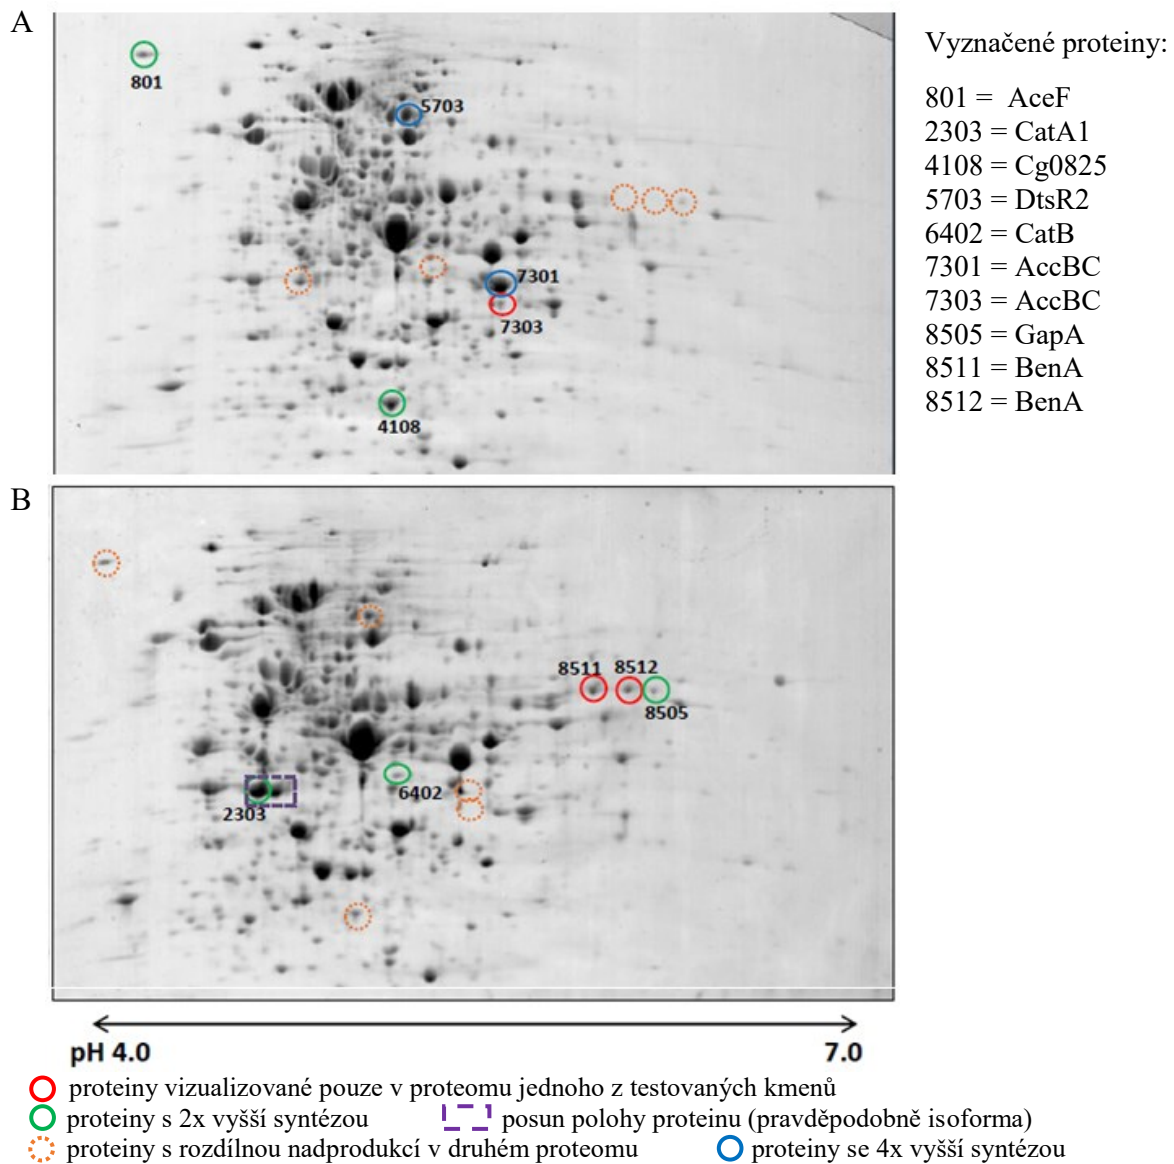 A
801
5703
7301
7303
4108
Vyznačené proteiny:
801 = AceF
2303 = CatA1
4108 = Cg0825
5703 = DtsR2
6402 = CatB
7301 = AccBC
7303 = AccBC
8505 = GapA
8511 = BenA
8512 = BenA
B
8511 8512
8505
6402
2303
pH 4.0 7.0
proteiny vizualizované pouze v proteomu jednoho z testovaných kmenů
proteiny s 2x vyšší syntézou posun polohy proteinu (pravděpodobně isoforma)
proteiny s rozdílnou nadprodukcí v druhém proteomu proteiny se 4x vyšší syntézou